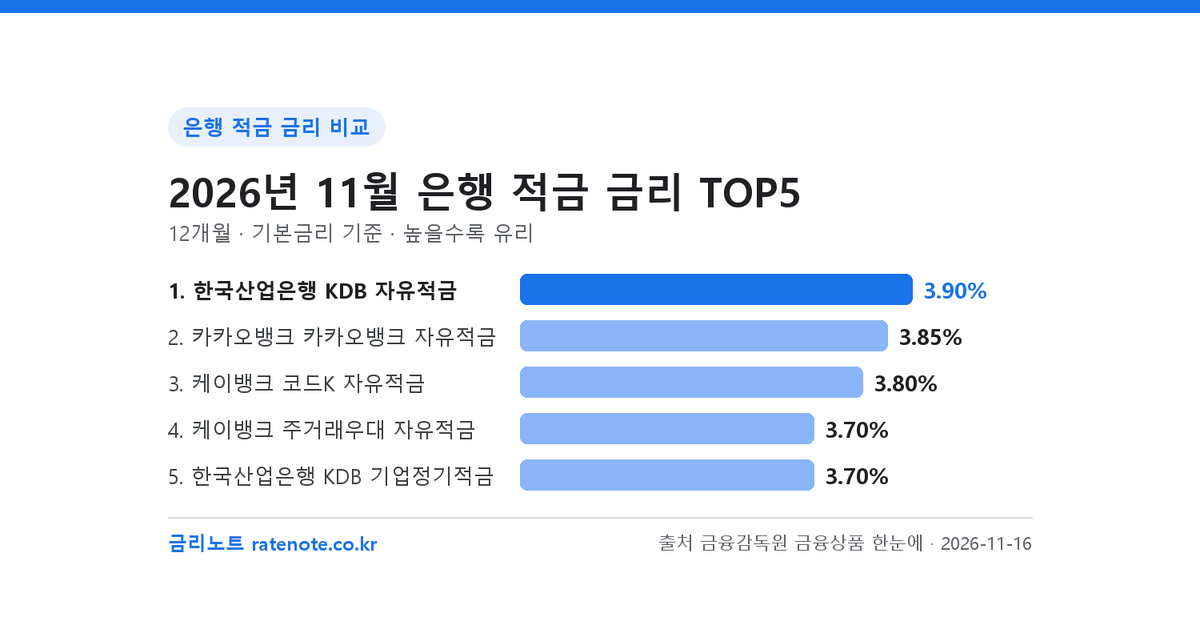 은행 적금 금리 비교
2026년 11월 은행 적금 금리 TOP5
12개월 · 기본금리 기준 · 높을수록 유리
1. 한국산업은행 KDB 자유적금 3.90%
2. 카카오뱅크 카카오뱅크 자유적금 3.85%
3. 케이뱅크 코드K 자유적금 3.80%
4. 케이뱅크 주거래우대 자유적금 3.70%
5. 한국산업은행 KDB 기업정기적금 3.70%
금리노트 ratenote.co.kr 출처 금융감독원 금융상품 한눈에 · 2026-11-16